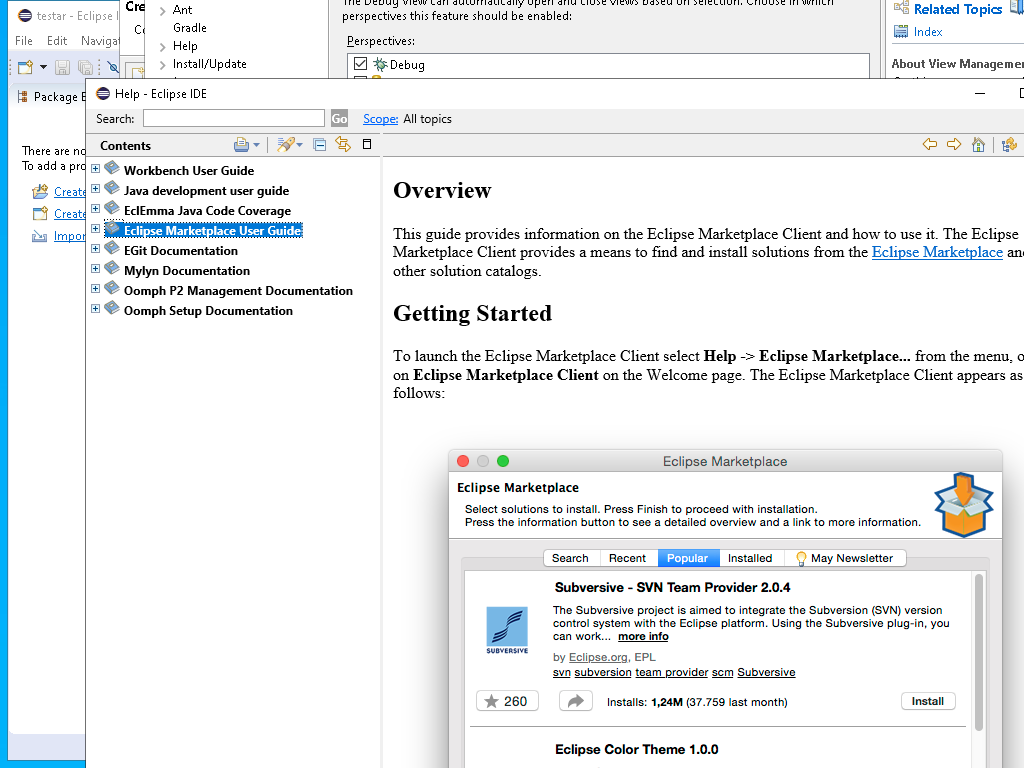 testar - Eclipse I
File Edit Navigat
Package E
There are no
To add a pro
Create
Create
Impor
Cre
Ant
Gradle
Help
Install/Update
The Debug View can automatically open and close views based on selection. Choose in which
perspectives this feature should be enabled:
Perspectives:
Debug
Related Topics
Index
About View Managemen
Help - Eclipse IDE
Search: Go Scope: All topics
Contents
Workbench User Guide
Java development user guide
EclEmma Java Code Coverage
Eclipse Marketplace User Guide
EGit Documentation
Mylyn Documentation
Oomph P2 Management Documentation
Oomph Setup Documentation
Overview
This guide provides information on the Eclipse Marketplace Client and how to use it. The Eclipse
Marketplace Client provides a means to find and install solutions from the Eclipse Marketplace and
other solution catalogs.
Getting Started
To launch the Eclipse Marketplace Client select Help -> Eclipse Marketplace... from the menu, o
on Eclipse Marketplace Client on the Welcome page. The Eclipse Marketplace Client appears as
follows:
Eclipse Marketplace
Eclipse Marketplace
Select solutions to install. Press Finish to proceed with installation.
Press the information button to see a detailed overview and a link to more information.
Search Recent Popular Installed May Newsletter
Subversive - SVN Team Provider 2.0.4
The Subversive project is aimed to integrate the Subversion (SVN) version
control system with the Eclipse platform. Using the Subversive plug-in, you
can work... more info
SUBVERSIVE
by Eclipse.org, EPL
svn subversion team provider scm Subversive
260 Installs: 1,24M (37.759 last month) Install
Eclipse Color Theme 1.0.0